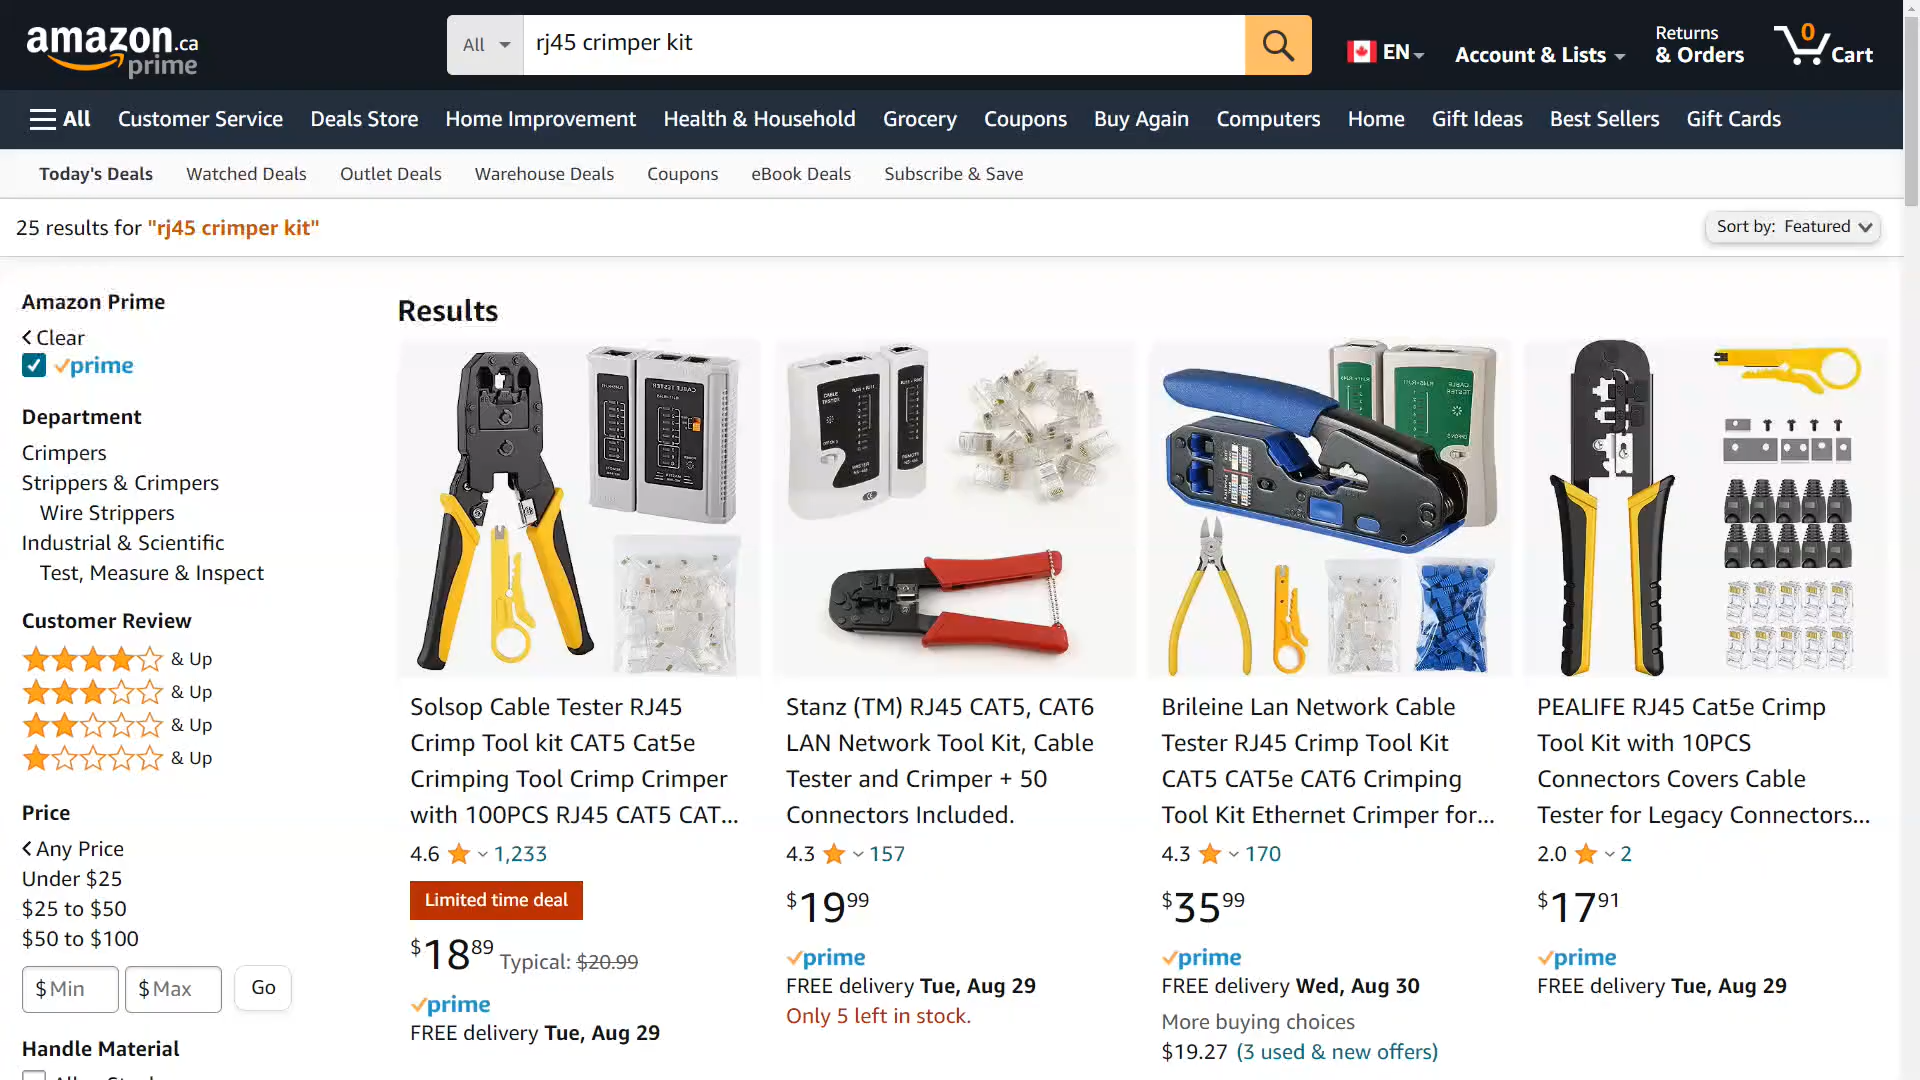 amazon.ca
prime
All
rj45 crimper kit
EN
Account & Lists
Returns
& Orders
0
Cart
All
Customer Service
Deals Store
Home Improvement
Health & Household
Grocery
Coupons
Buy Again
Computers
Home
Gift Ideas
Best Sellers
Gift Cards
Today's Deals
Watched Deals
Outlet Deals
Warehouse Deals
Coupons
eBook Deals
Subscribe & Save
25 results for "rj45 crimper kit"
Sort by: Featured
Amazon Prime
Clear
prime
Department
Crimpers
Strippers & Crimpers
Wire Strippers
Industrial & Scientific
Test, Measure & Inspect
Customer Review
& Up
& Up
& Up
& Up
Price
Any Price
Under $25
$25 to $50
$50 to $100
$ Min
$ Max
Go
Handle Material
Results
CABLE
TESTER
Solsop Cable Tester RJ45
Crimp Tool kit CAT5 Cat5e
Crimping Tool Crimp Crimper
with 100PCS RJ45 CAT5 CAT...
4.6
1,233
Limited time deal
$18.89 Typical: $20.99
prime
FREE delivery Tue, Aug 29
Stanz (TM) RJ45 CAT5, CAT6
LAN Network Tool Kit, Cable
Tester and Crimper + 50
Connectors Included.
4.3
157
$19.99
prime
FREE delivery Tue, Aug 29
Only 5 left in stock.
Brileine Lan Network Cable
Tester RJ45 Crimp Tool Kit
CAT5 CAT5e CAT6 Crimping
Tool Kit Ethernet Crimper for...
4.3
170
$35.99
prime
FREE delivery Wed, Aug 30
More buying choices
$19.27 (3 used & new offers)
PEALIFE RJ45 Cat5e Crimp
Tool Kit with 10PCS
Connectors Covers Cable
Tester for Legacy Connectors...
2.0
2
$17.91
prime
FREE delivery Tue, Aug 29